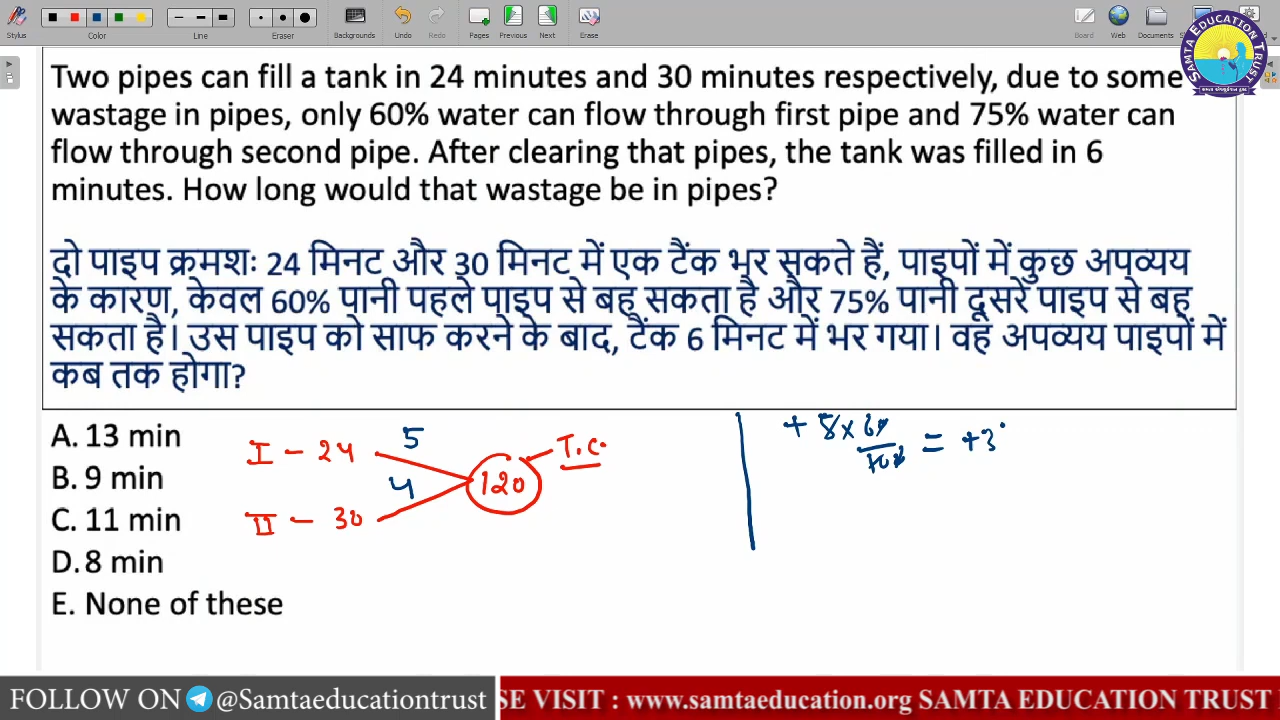 Stylus Color Line Eraser Backgrounds Undo Redo Pages Previous Next Erase Board Web Documents
SAMTA EDUCATION TRUST
Two pipes can fill a tank in 24 minutes and 30 minutes respectively, due to some
wastage in pipes, only 60% water can flow through first pipe and 75% water can
flow through second pipe. After clearing that pipes, the tank was filled in 6
minutes. How long would that wastage be in pipes?
दो पाइप क्रमशः 24 मिनट और 30 मिनट में एक टैंक भर सकते हैं, पाइपों में कुछ अपव्यय
के कारण, केवल 60% पानी पहले पाइप से बह सकता है और 75% पानी दूसरे पाइप से बह
सकता है। उस पाइप को साफ करने के बाद, टैंक 6 मिनट में भर गया। वह अपव्यय पाइपों में
कब तक होगा?
A. 13 min
B. 9 min
C. 11 min
D. 8 min
E. None of these
I - 24 5
4 120 T.C.
II - 30
+ 5 × 60/100 = +3
FOLLOW ON @Samtaeducationtrust SE VISIT : www.samtaeducation.org SAMTA EDUCATION TRUST